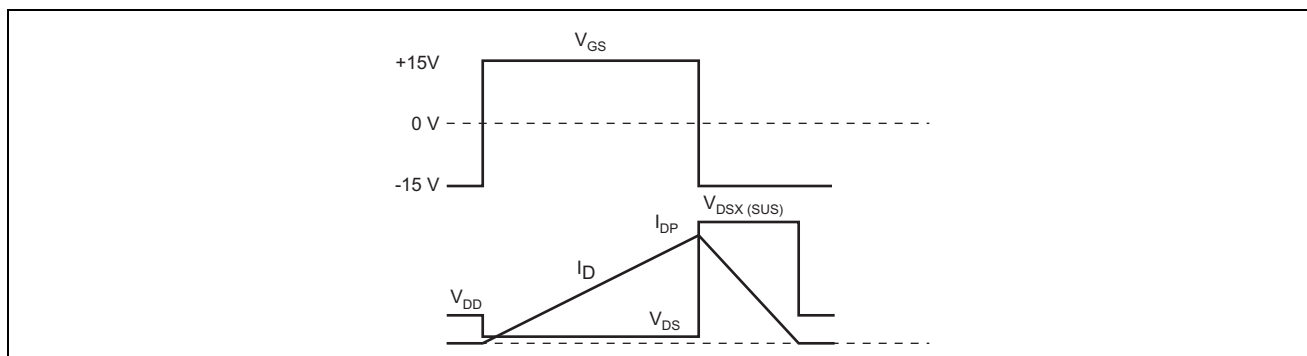 V_GS
+15V
0 V
-15 V
V_DSX (SUS)
I_DP
I_D
V_DD
V_DS